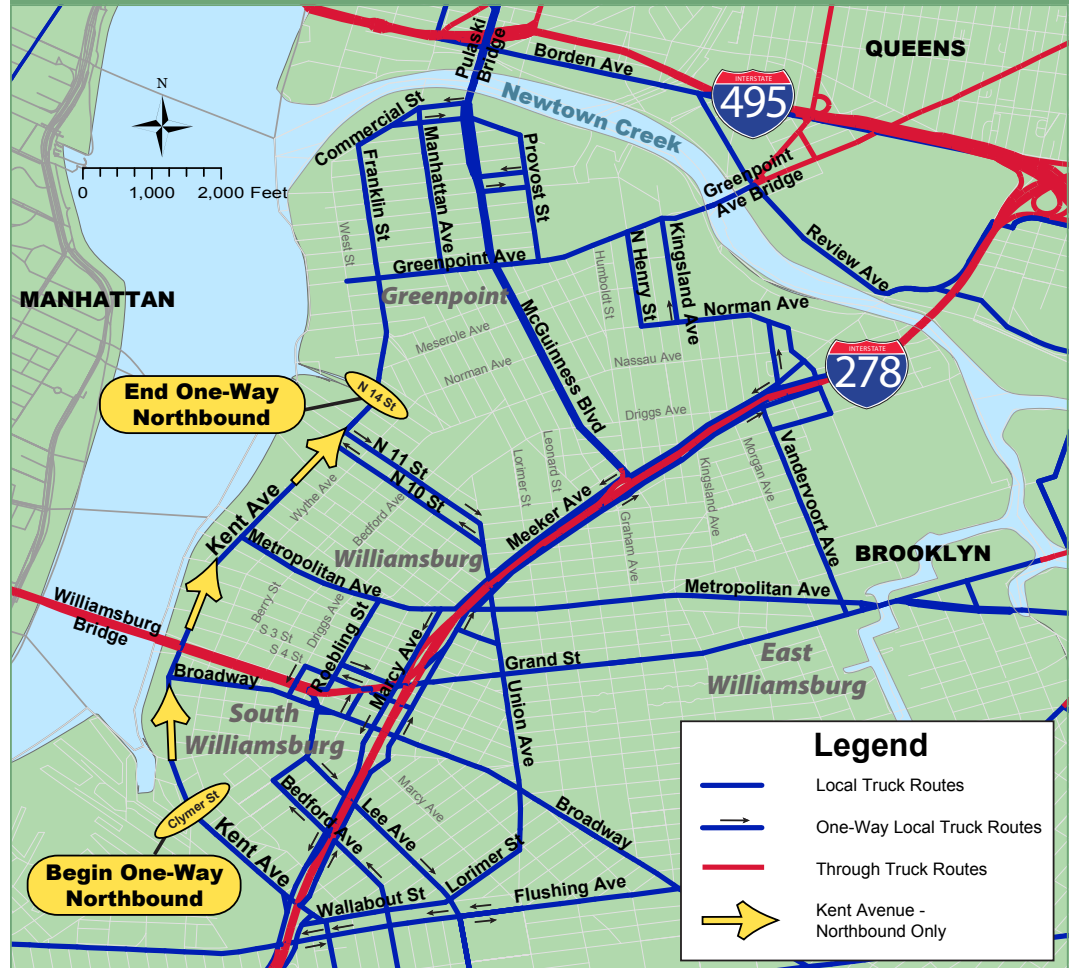 Pulaski
Bridge
Borden Ave
QUEENS
INTERSTATE
495
Newtown Creek
N
0 1,000 2,000 Feet
Commercial St
Franklin St
Manhattan Ave
Provost St
Greenpoint
Ave Bridge
West St
Greenpoint Ave
Greenpoint
Humboldt St
N Henry St
Kingsland Ave
Review Ave
Norman Ave
MANHATTAN
Meserole Ave
Norman Ave
McGuinness Blvd
Nassau Ave
INTERSTATE
278
End One-Way
Northbound
N 14 St
Driggs Ave
N 11 St
N 10 St
Wythe Ave
Bedford Ave
Lorimer St
Leonard St
Graham Ave
Kingsland Ave
Morgan Ave
Vandervoort Ave
Kent Ave
Meeker Ave
Metropolitan Ave
Williamsburg
BROOKLYN
Metropolitan Ave
Williamsburg
Bridge
Berry St
S 3 St
S 4 St
Driggs Ave
Roebling St
Marcy Ave
Grand St
East
Williamsburg
Broadway
South
Williamsburg
Union Ave
Marcy Ave
Clymer St
Kent Ave
Bedford Ave
Lee Ave
Broadway
Lorimer St
Begin One-Way
Northbound
Wallabout St
Flushing Ave
Legend
Local Truck Routes
One-Way Local Truck Routes
Through Truck Routes
Kent Avenue -
Northbound Only